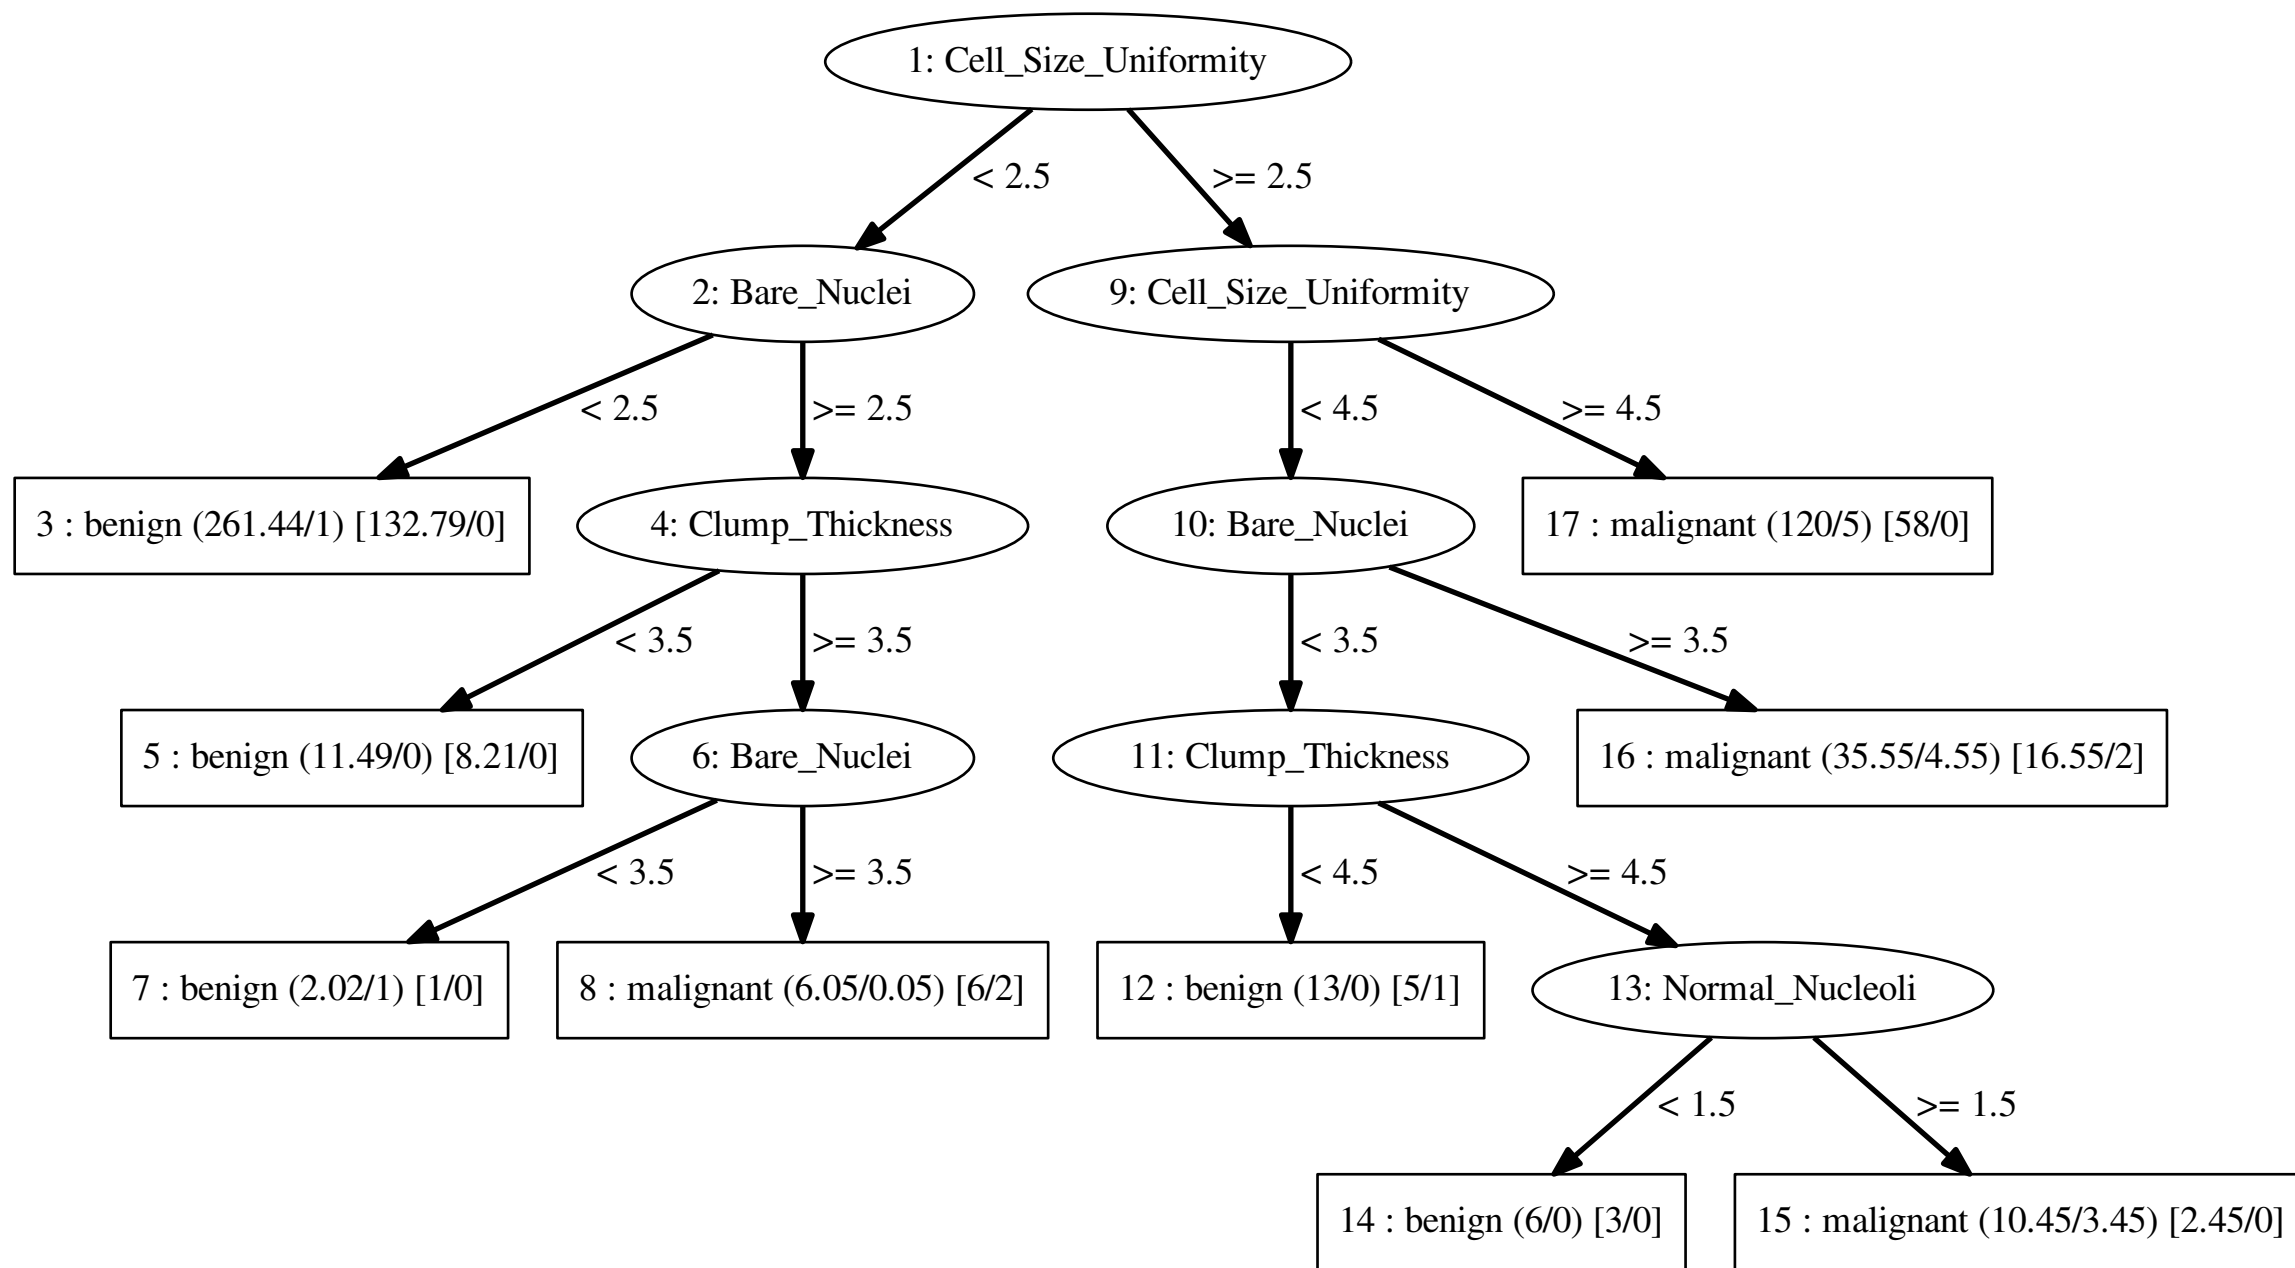 1: Cell_Size_Uniformity
< 2.5
>= 2.5
2: Bare_Nuclei
9: Cell_Size_Uniformity
< 2.5
>= 2.5
< 4.5
>= 4.5
3 : benign (261.44/1) [132.79/0]
4: Clump_Thickness
10: Bare_Nuclei
17 : malignant (120/5) [58/0]
< 3.5
>= 3.5
< 3.5
>= 3.5
5 : benign (11.49/0) [8.21/0]
6: Bare_Nuclei
11: Clump_Thickness
16 : malignant (35.55/4.55) [16.55/2]
< 3.5
>= 3.5
< 4.5
>= 4.5
7 : benign (2.02/1) [1/0]
8 : malignant (6.05/0.05) [6/2]
12 : benign (13/0) [5/1]
13: Normal_Nucleoli
< 1.5
>= 1.5
14 : benign (6/0) [3/0]
15 : malignant (10.45/3.45) [2.45/0]